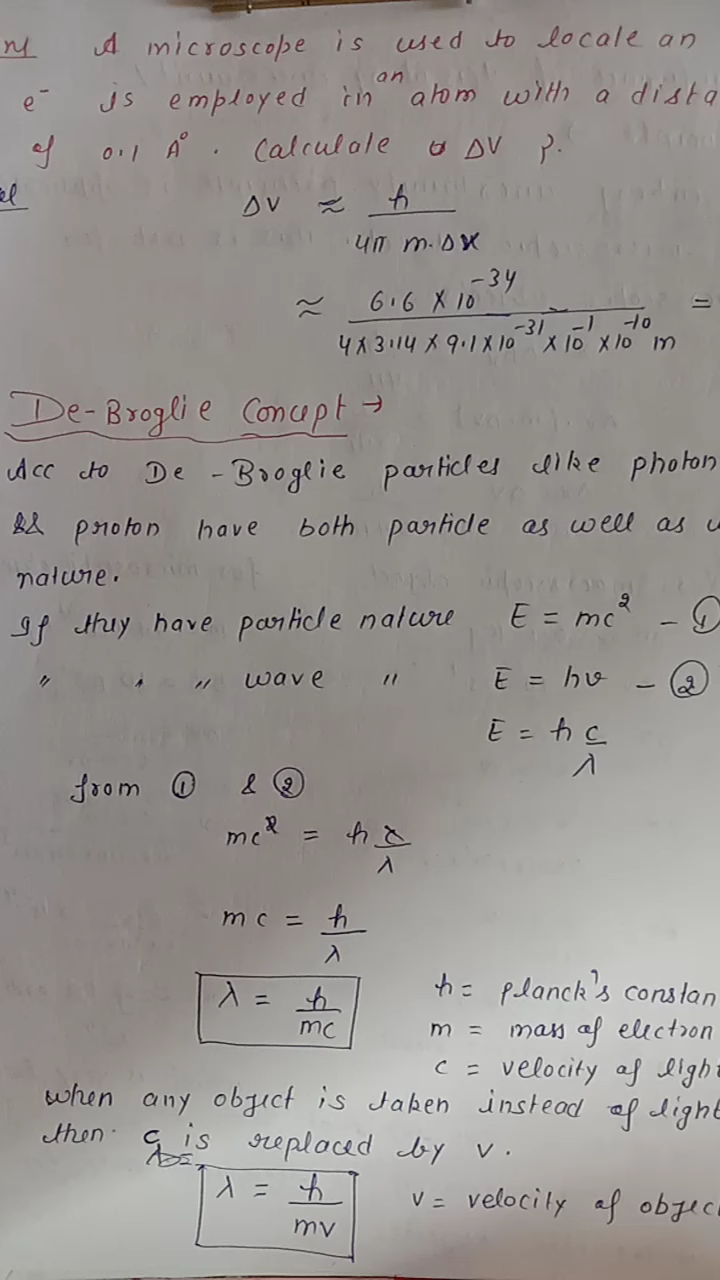 A microscope is used to locale an
e⁻ is employed in an atom with a dista
of 0.1 A° . Calculate ΔV ?.
ΔV ≈ h / 4π m.Δx
≈ 6.6 × 10⁻³⁴ / 4 × 3.14 × 9.1 × 10⁻³¹ × 10⁻¹ × 10⁻¹⁰ m =
De-Broglie Concept →
Acc to De-Broglie particles like photon
&& proton have both particle as well as w
nature.
If they have particle nature E = mc² – ①
" " " wave " E = hν – ②
E = h c/λ
from ① & ②
mc² = h c/λ
mc = h/λ
λ = h/mc h = planck's constan
m = mass of electron
c = velocity of light
when any object is taken instead of light
then c is replaced by v.
λ = h/mv v = velocity of objec